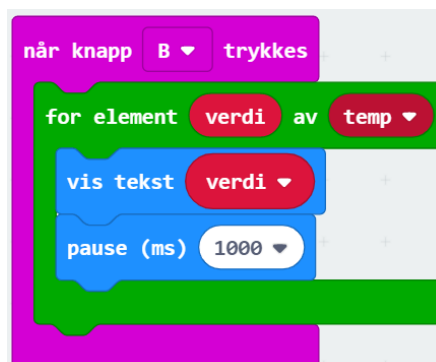 når knapp B trykkes
for element verdi av temp
vis tekst verdi
pause (ms) 1000